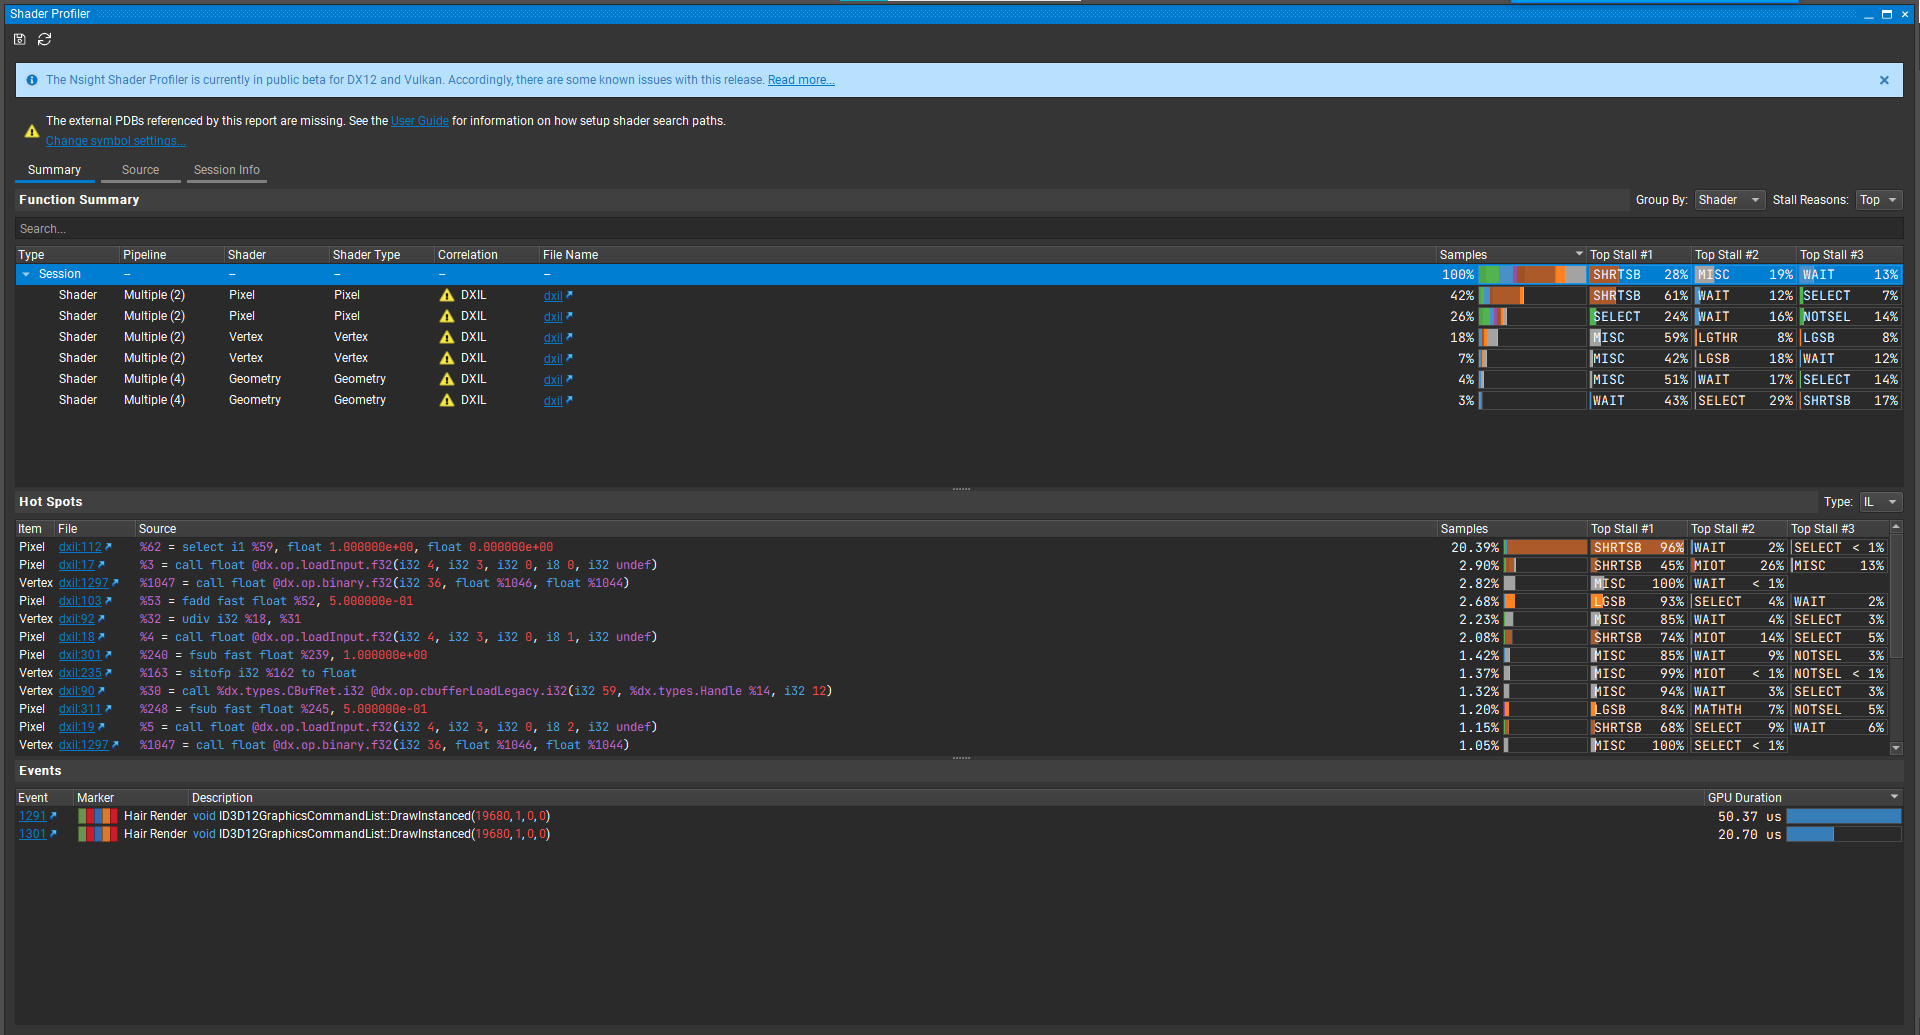 Shader Profiler
The Nsight Shader Profiler is currently in public beta for DX12 and Vulkan. Accordingly, there are some known issues with this release. Read more...
The external PDBs referenced by this report are missing. See the User Guide for information on how setup shader search paths.
Change symbol settings...
Summary Source Session Info
Function Summary Group By: Shader Stall Reasons: Top
Search...
Type Pipeline Shader Shader Type Correlation File Name Samples Top Stall #1 Top Stall #2 Top Stall #3
Session -- -- -- -- -- 100% SHRTSB 28% MISC 19% WAIT 13%
Shader Multiple (2) Pixel Pixel DXIL dxil 42% SHRTSB 61% WAIT 12% SELECT 7%
Shader Multiple (2) Pixel Pixel DXIL dxil 26% SELECT 24% WAIT 16% NOTSEL 14%
Shader Multiple (2) Vertex Vertex DXIL dxil 18% MISC 59% LGTHR 8% LGSB 8%
Shader Multiple (2) Vertex Vertex DXIL dxil 7% MISC 42% LGSB 18% WAIT 12%
Shader Multiple (4) Geometry Geometry DXIL dxil 4% MISC 51% WAIT 17% SELECT 14%
Shader Multiple (4) Geometry Geometry DXIL dxil 3% WAIT 43% SELECT 29% SHRTSB 17%
Hot Spots Type: IL
Item File Source Samples Top Stall #1 Top Stall #2 Top Stall #3
Pixel dxil:112 %62 = select i1 %59, float 1.000000e+00, float 0.000000e+00 20.39% SHRTSB 96% WAIT 2% SELECT < 1%
Pixel dxil:17 %3 = call float @dx.op.loadInput.f32(i32 4, i32 3, i32 0, i8 0, i32 undef) 2.90% SHRTSB 45% MIOT 26% MISC 13%
Vertex dxil:1297 %1047 = call float @dx.op.binary.f32(i32 36, float %1046, float %1044) 2.82% MISC 100% WAIT < 1%
Pixel dxil:103 %53 = fadd fast float %52, 5.000000e-01 2.68% LGSB 93% SELECT 4% WAIT 2%
Vertex dxil:92 %32 = udiv i32 %18, %31 2.23% MISC 85% WAIT 4% SELECT 3%
Pixel dxil:18 %4 = call float @dx.op.loadInput.f32(i32 4, i32 3, i32 0, i8 1, i32 undef) 2.08% SHRTSB 74% MIOT 14% SELECT 5%
Pixel dxil:301 %240 = fsub fast float %239, 1.000000e+00 1.42% MISC 85% WAIT 9% NOTSEL 3%
Vertex dxil:235 %163 = sitofp i32 %162 to float 1.37% MISC 99% MIOT < 1% NOTSEL < 1%
Vertex dxil:90 %30 = call %dx.types.CBufRet.i32 @dx.op.cbufferLoadLegacy.i32(i32 59, %dx.types.Handle %14, i32 12) 1.32% MISC 94% WAIT 3% SELECT 3%
Pixel dxil:311 %248 = fsub fast float %245, 5.000000e-01 1.20% LGSB 84% MATHTH 7% NOTSEL 5%
Pixel dxil:19 %5 = call float @dx.op.loadInput.f32(i32 4, i32 3, i32 0, i8 2, i32 undef) 1.15% SHRTSB 68% SELECT 9% WAIT 6%
Vertex dxil:1297 %1047 = call float @dx.op.binary.f32(i32 36, float %1046, float %1044) 1.05% MISC 100% SELECT < 1%
Events
Event Marker Description GPU Duration
1291 Hair Render void ID3D12GraphicsCommandList::DrawInstanced(19680,1,0,0) 50.37 us
1301 Hair Render void ID3D12GraphicsCommandList::DrawInstanced(19680,1,0,0) 20.70 us